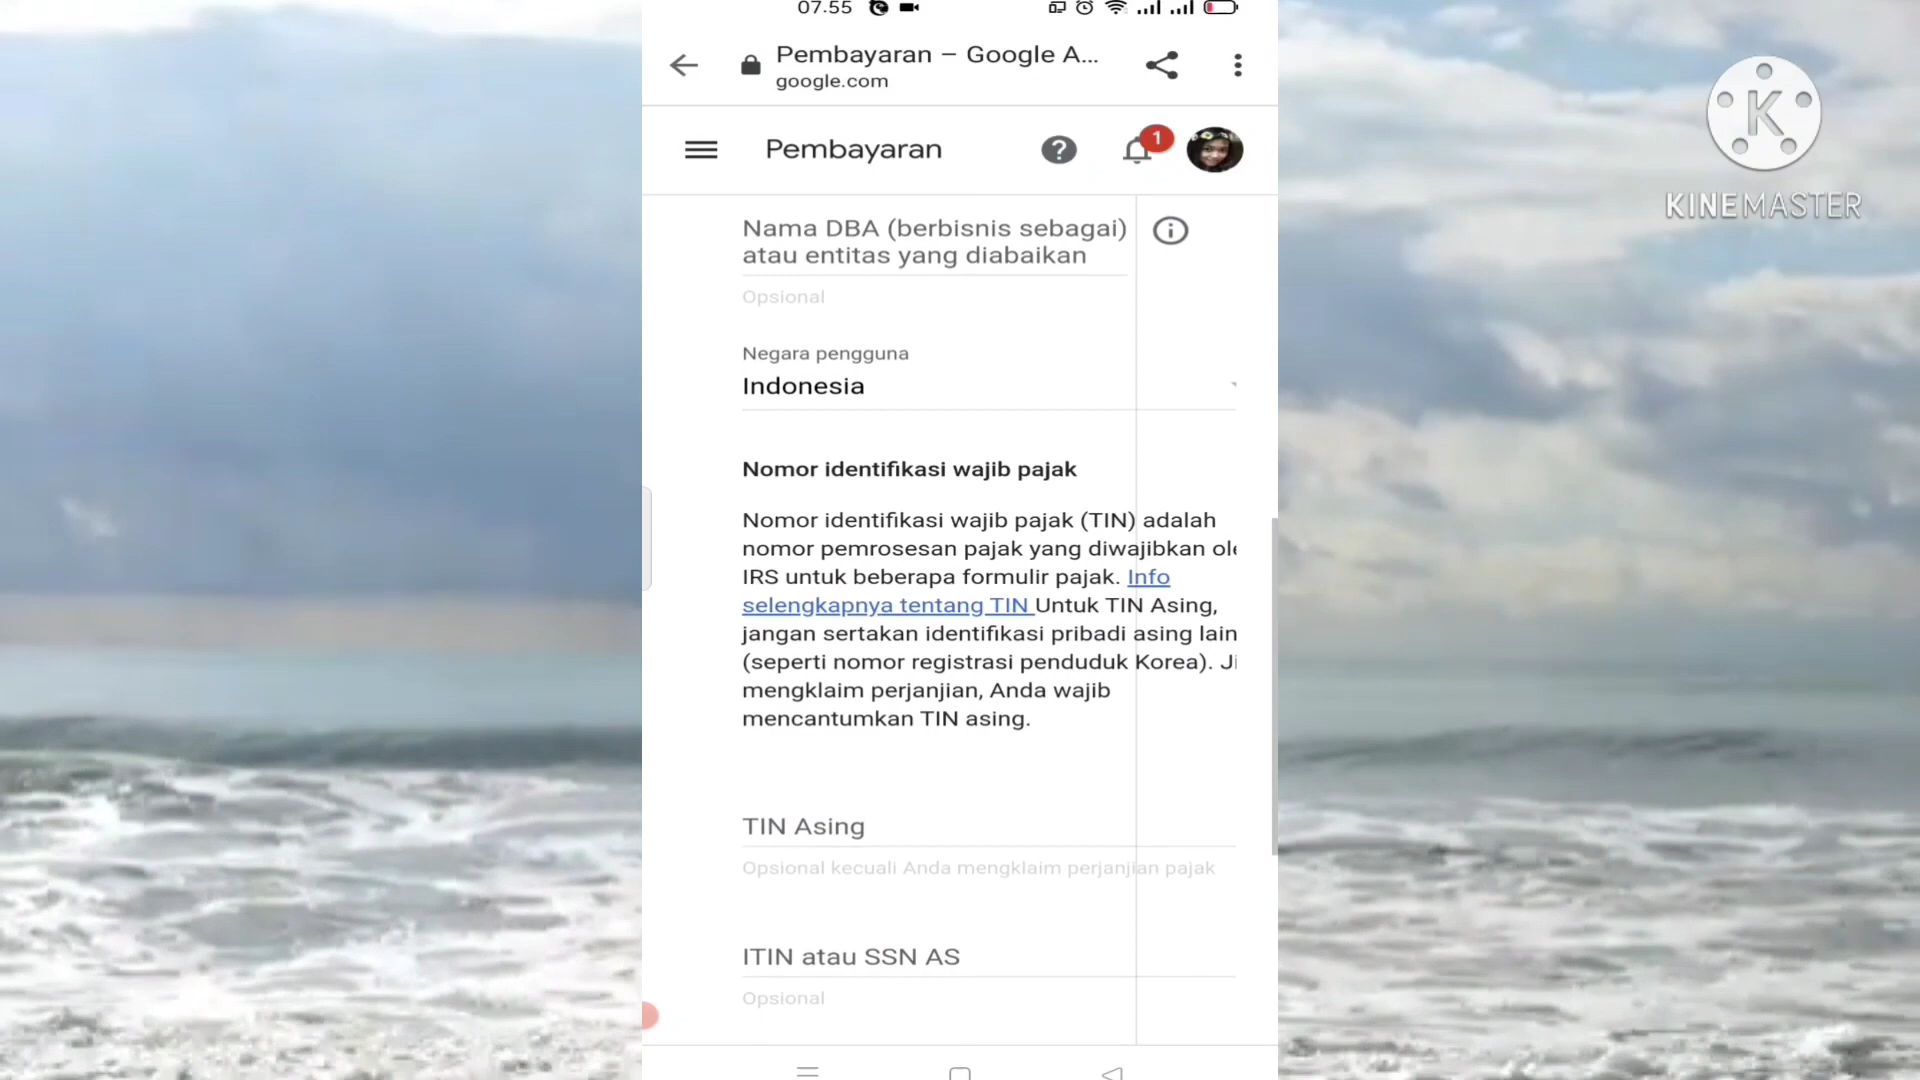 07.55
Pembayaran – Google A...
google.com
K
KINEMASTER
Pembayaran
1
Nama DBA (berbisnis sebagai)
atau entitas yang diabaikan
Opsional
Negara pengguna
Indonesia
Nomor identifikasi wajib pajak
Nomor identifikasi wajib pajak (TIN) adalah
nomor pemrosesan pajak yang diwajibkan ole
IRS untuk beberapa formulir pajak. Info
selengkapnya tentang TIN Untuk TIN Asing,
jangan sertakan identifikasi pribadi asing lain
(seperti nomor registrasi penduduk Korea). Ji
mengklaim perjanjian, Anda wajib
mencantumkan TIN asing.
TIN Asing
Opsional kecuali Anda mengklaim perjanjian pajak
ITIN atau SSN AS
Opsional